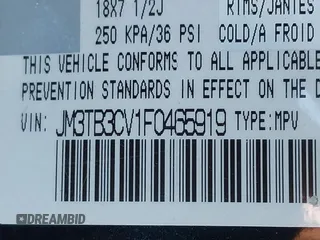 18X7 1/2J RIMS/JANTES
250 KPA/36 PSI COLD/A FROID
THIS VEHICLE CONFORMS TO ALL APPLICABL
PREVENTION STANDARDS IN EFFECT ON THE D
VIN: JM3TB3CV1F0465919 TYPE:MPV
DREAMBID